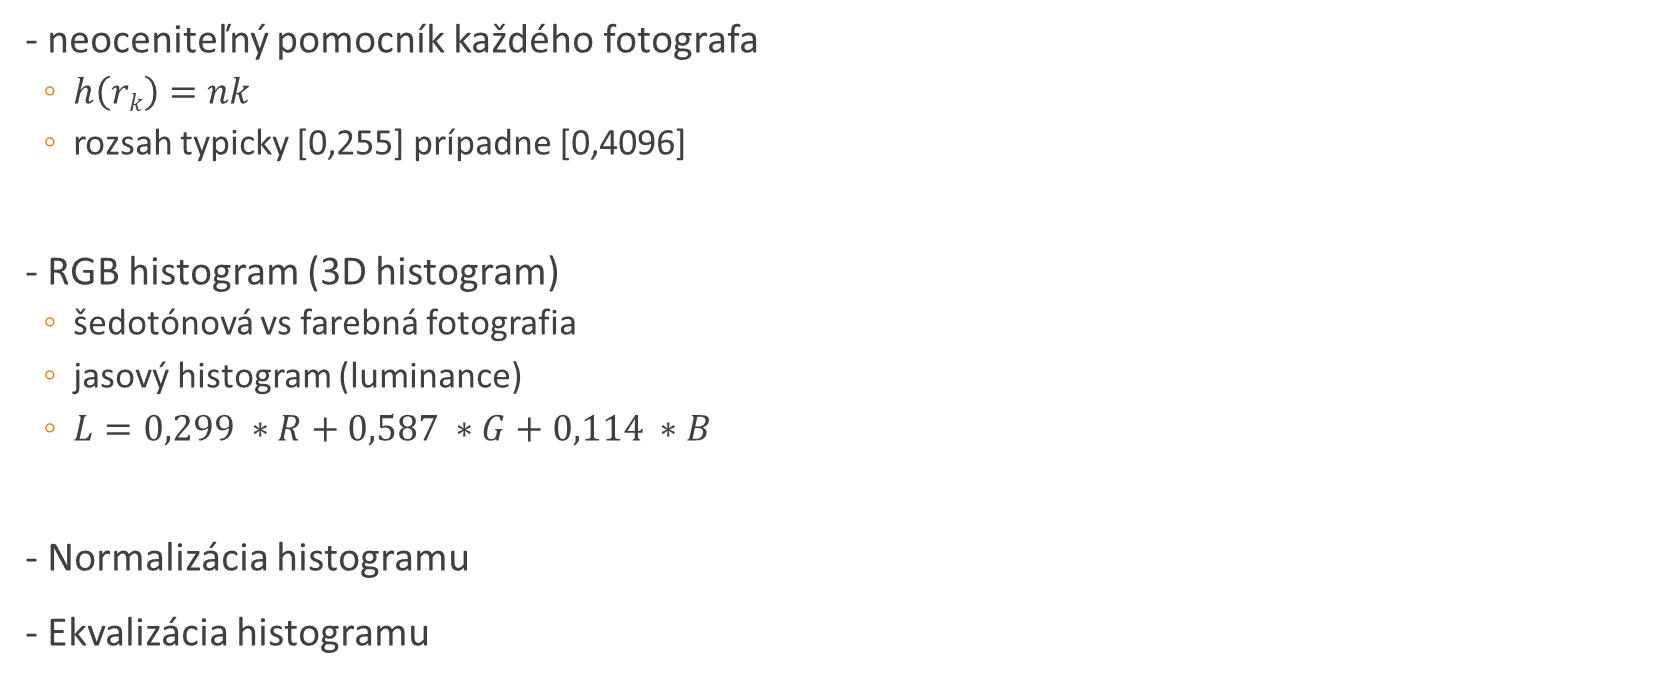 - neoceniteľný pomocník každého fotografa
◦ h(r_k) = nk
◦ rozsah typicky [0,255] prípadne [0,4096]
- RGB histogram (3D histogram)
◦ šedotónová vs farebná fotografia
◦ jasový histogram (luminance)
◦ L = 0,299 ∗ R + 0,587 ∗ G + 0,114 ∗ B
- Normalizácia histogramu
- Ekvalizácia histogramu